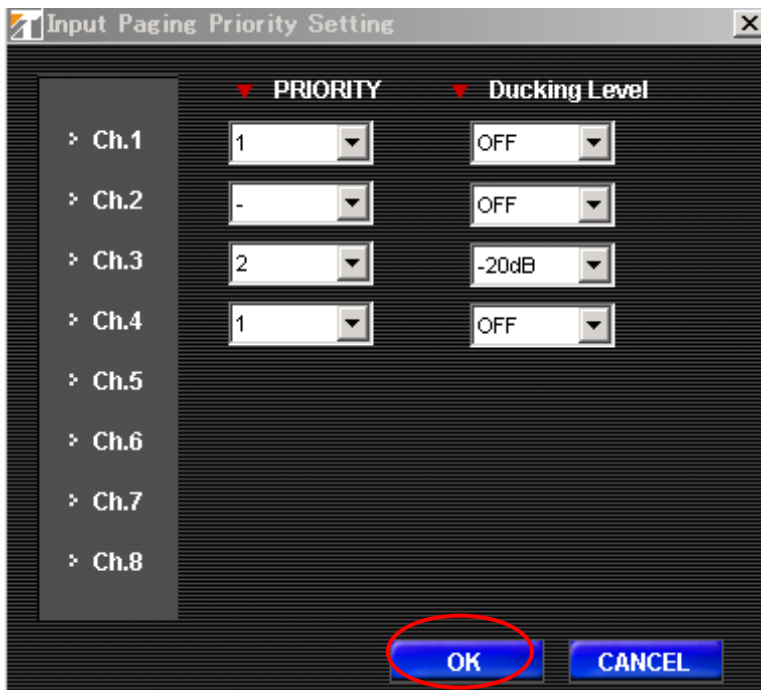 Input Paging Priority Setting
PRIORITY Ducking Level
Ch.1 1 OFF
Ch.2 - OFF
Ch.3 2 -20dB
Ch.4 1 OFF
Ch.5
Ch.6
Ch.7
Ch.8
OK CANCEL